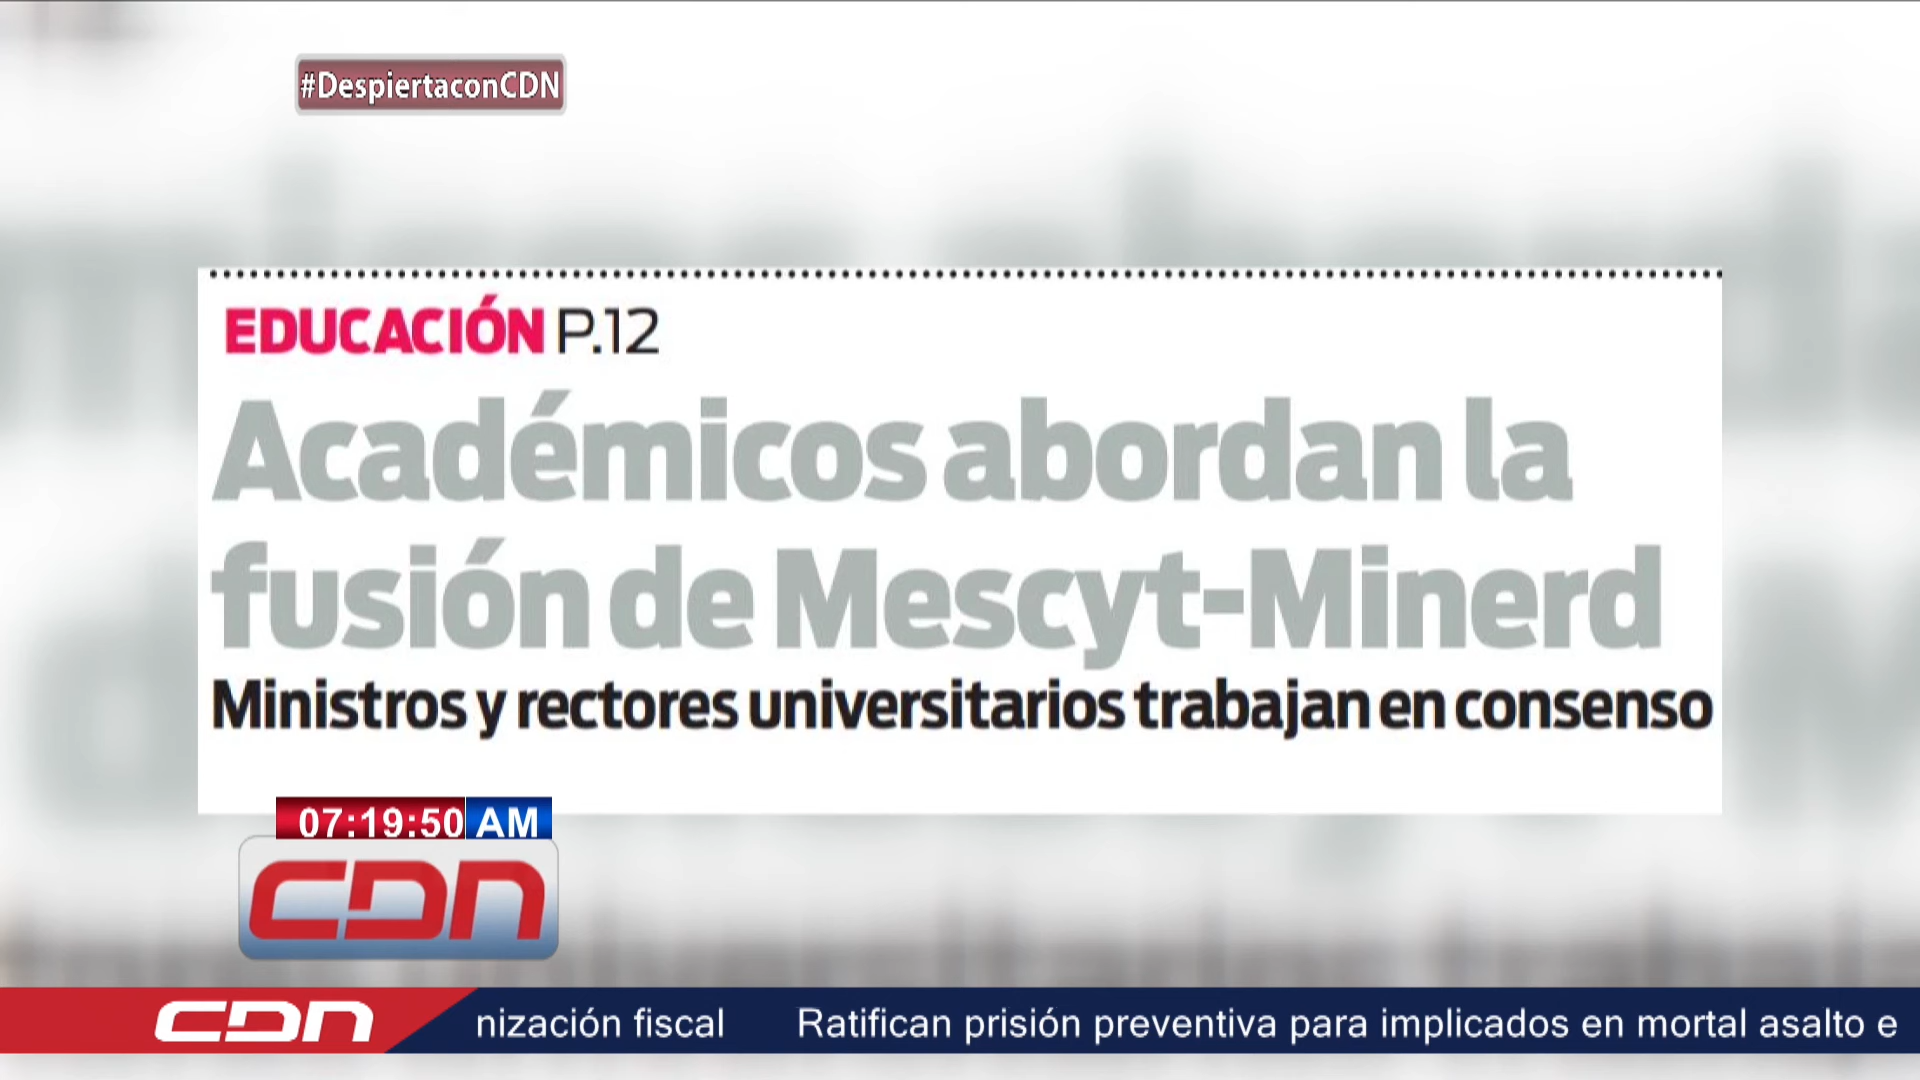 #DespiertaconCDN
EDUCACIÓN P.12
Académicos abordan la
fusión de Mescyt-Minerd
Ministros y rectores universitarios trabajan en consenso
07:19:50 AM
CDN
CDN nización fiscal Ratifican prisión preventiva para implicados en mortal asalto e